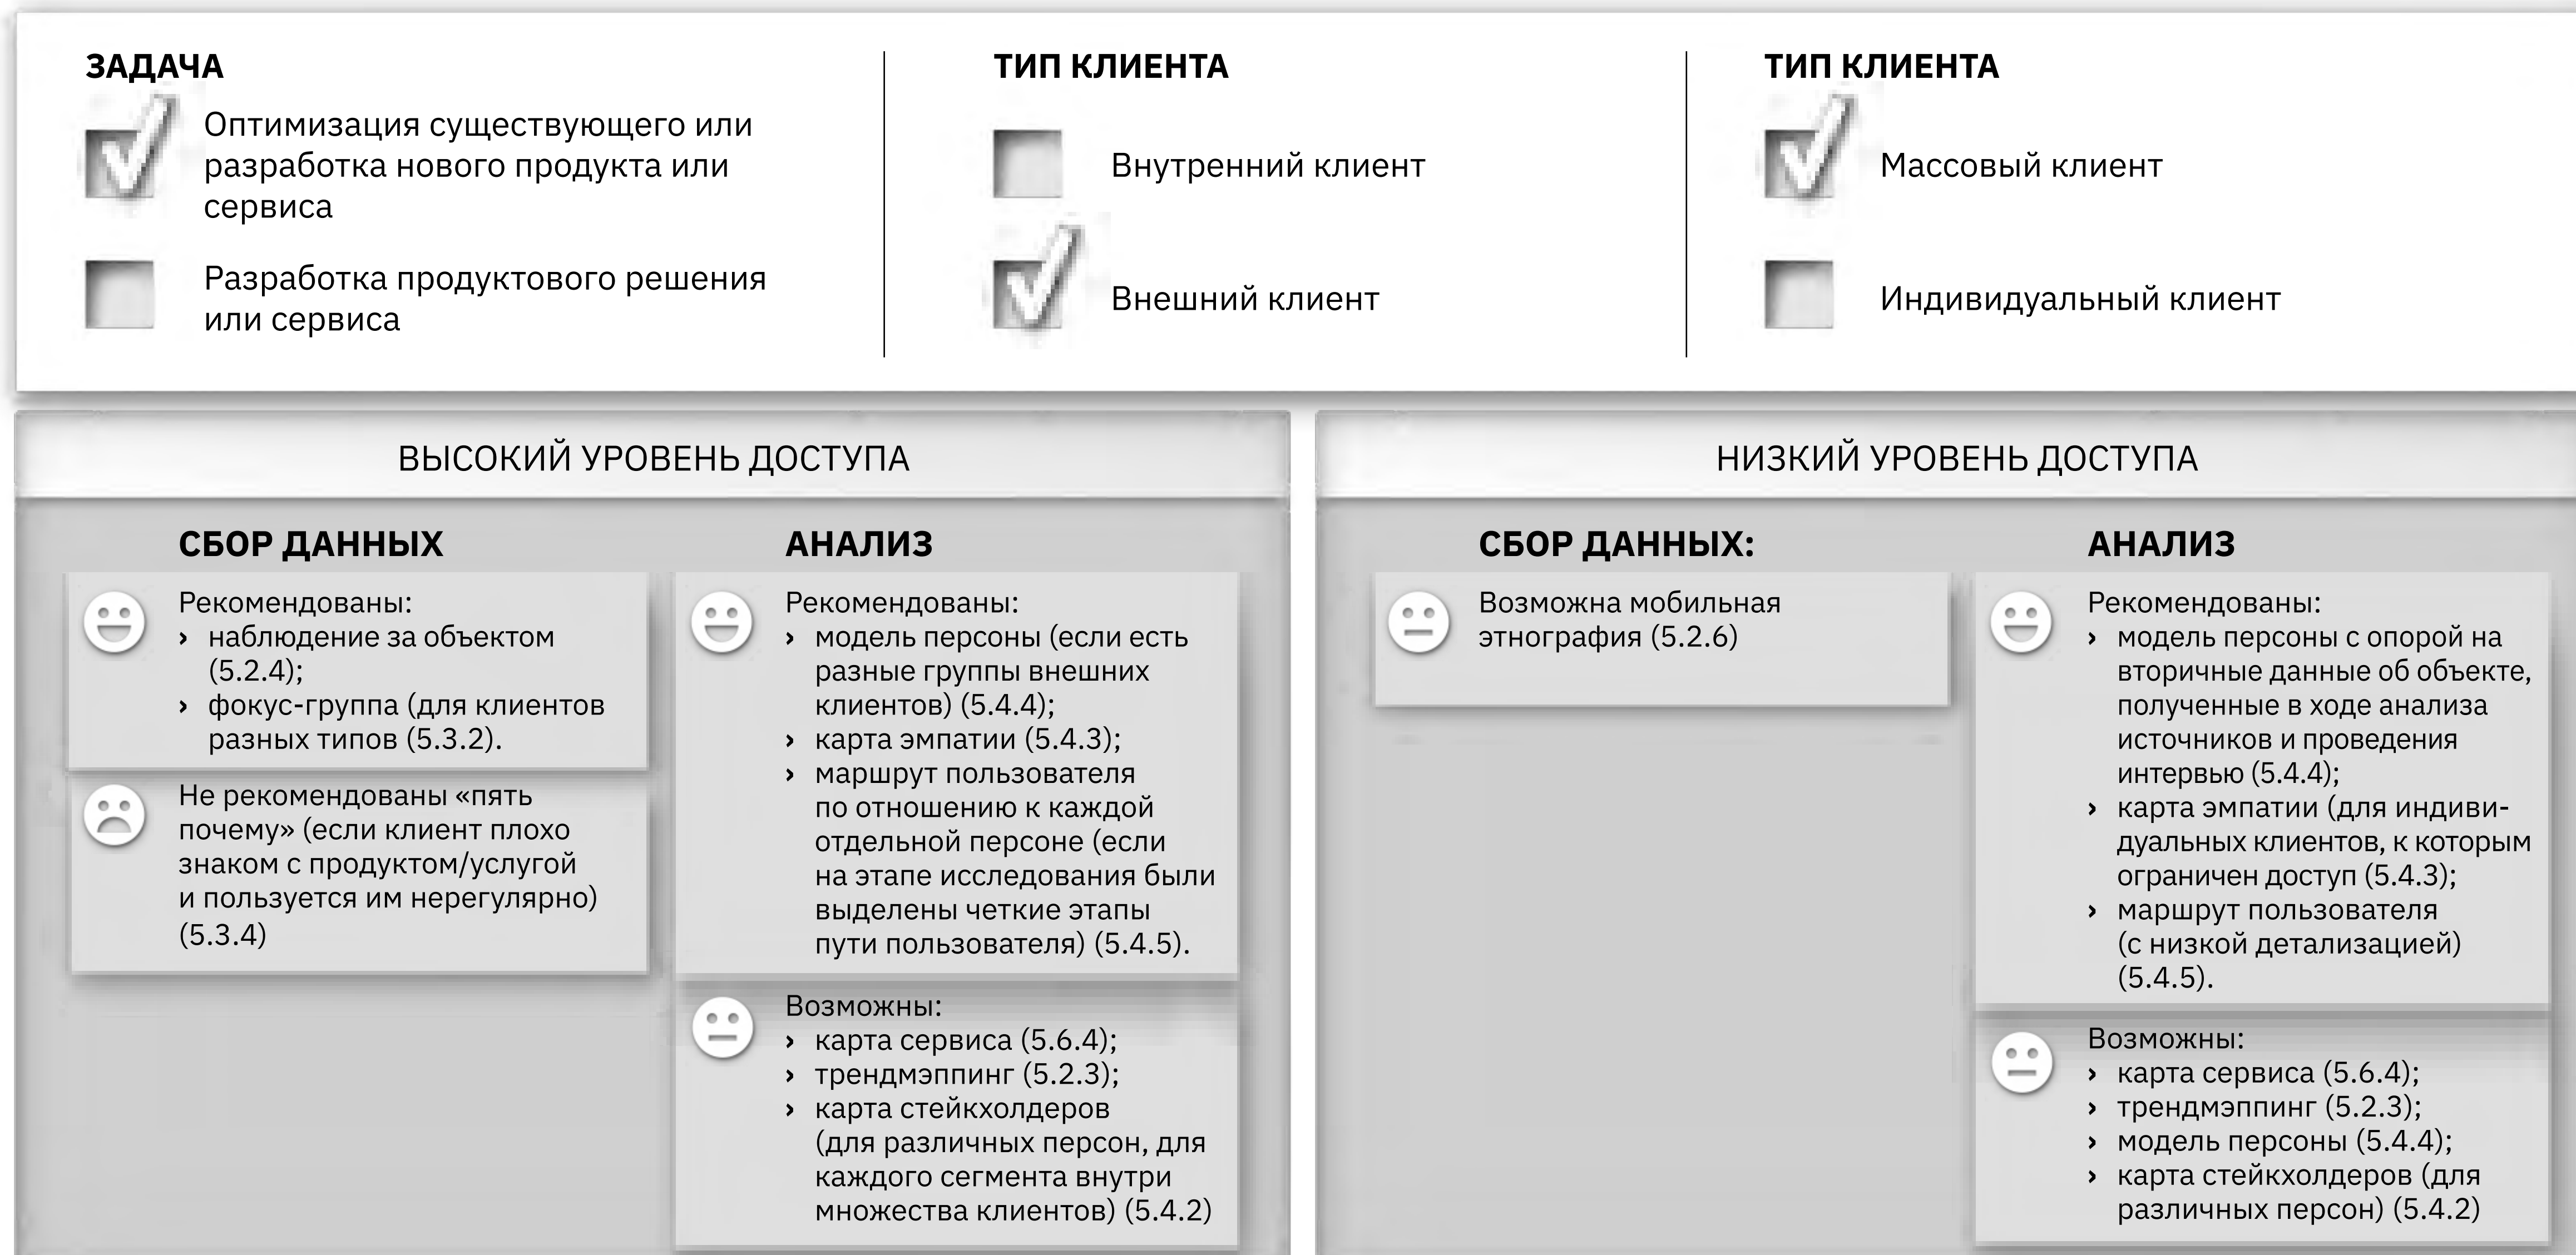 ЗАДАЧА
Оптимизация существующего или
разработка нового продукта или
сервиса
Разработка продуктового решения
или сервиса
ТИП КЛИЕНТА
Внутренний клиент
Внешний клиент
ТИП КЛИЕНТА
Массовый клиент
Индивидуальный клиент
ВЫСОКИЙ УРОВЕНЬ ДОСТУПА
СБОР ДАННЫХ
Рекомендованы:
› наблюдение за объектом
(5.2.4);
› фокус-группа (для клиентов
разных типов (5.3.2).
Не рекомендованы «пять
почему» (если клиент плохо
знаком с продуктом/услугой
и пользуется им нерегулярно)
(5.3.4)
АНАЛИЗ
Рекомендованы:
› модель персоны (если есть
разные группы внешних
клиентов) (5.4.4);
› карта эмпатии (5.4.3);
› маршрут пользователя
по отношению к каждой
отдельной персоне (если
на этапе исследования были
выделены четкие этапы
пути пользователя) (5.4.5).
Возможны:
› карта сервиса (5.6.4);
› трендмэппинг (5.2.3);
› карта стейкхолдеров
(для различных персон, для
каждого сегмента внутри
множества клиентов) (5.4.2)
НИЗКИЙ УРОВЕНЬ ДОСТУПА
СБОР ДАННЫХ:
Возможна мобильная
этнография (5.2.6)
АНАЛИЗ
Рекомендованы:
› модель персоны с опорой на
вторичные данные об объекте,
полученные в ходе анализа
источников и проведения
интервью (5.4.4);
› карта эмпатии (для индиви-
дуальных клиентов, к которым
ограничен доступ (5.4.3);
› маршрут пользователя
(с низкой детализацией)
(5.4.5).
Возможны:
› карта сервиса (5.6.4);
› трендмэппинг (5.2.3);
› модель персоны (5.4.4);
› карта стейкхолдеров (для
различных персон) (5.4.2)